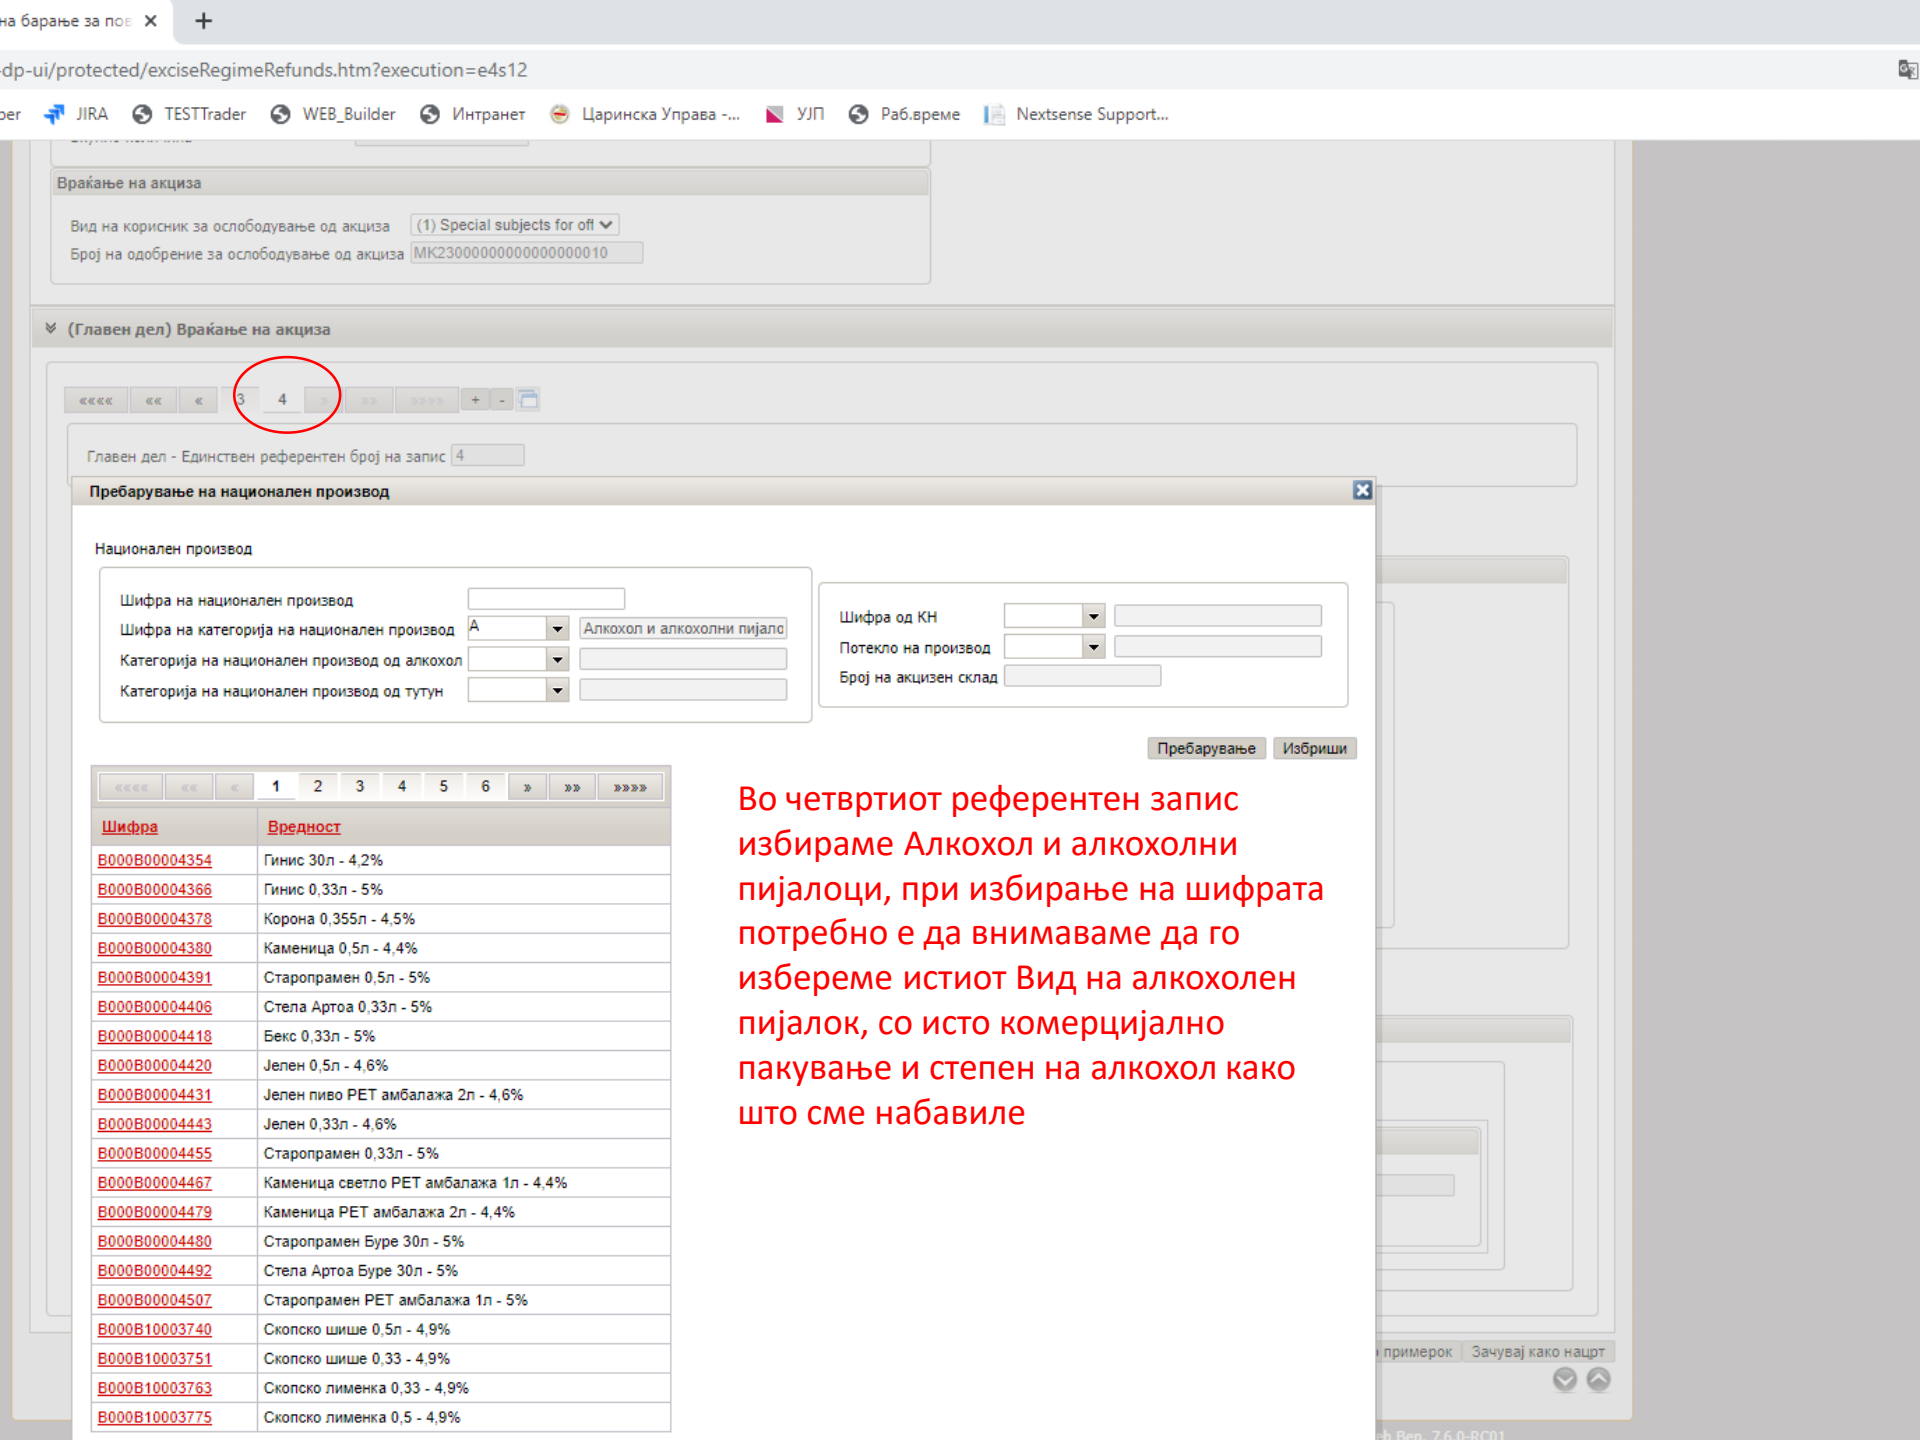 на барање за пов
-dp-ui/protected/exciseRegimeRefunds.htm?execution=e4s12
per JIRA TESTTrader WEB_Builder Интранет Царинска Управа -... УЈП Раб.време Nextsense Support...
Враќање на акциза
Вид на корисник за ослободување од акциза (1) Special subjects for off
Број на одобрение за ослободување од акциза
(Главен дел) Враќање на акциза
«««« «« « 3 4 » »» »»»» + -
Главен дел - Единствен референтен број на запис 4
Пребарување на национален производ
Национален производ
Шифра на национален производ
Шифра на категорија на национален производ А Алкохол и алкохолни пијало
Категорија на национален производ од алкохол
Категорија на национален производ од тутун
Шифра од КН
Потекло на производ
Број на акцизен склад
Пребарување Избриши
«««« «« « 1 2 3 4 5 6 » »» »»»»
Шифра Вредност
B000B00004354 Гинис 30л - 4,2%
B000B00004366 Гинис 0,33л - 5%
B000B00004378 Корона 0,355л - 4,5%
B000B00004380 Каменица 0,5л - 4,4%
B000B00004391 Старопрамен 0,5л - 5%
B000B00004406 Стела Артоа 0,33л - 5%
B000B00004418 Бекс 0,33л - 5%
B000B00004420 Јелен 0,5л - 4,6%
B000B00004431 Јелен пиво PET амбалажа 2л - 4,6%
B000B00004443 Јелен 0,33л - 4,6%
B000B00004455 Старопрамен 0,33л - 5%
B000B00004467 Каменица светло PET амбалажа 1л - 4,4%
B000B00004479 Каменица PET амбалажа 2л - 4,4%
B000B00004480 Старопрамен Буре 30л - 5%
B000B00004492 Стела Артоа Буре 30л - 5%
B000B00004507 Старопрамен PET амбалажа 1л - 5%
B000B10003740 Скопско шише 0,5л - 4,9%
B000B10003751 Скопско шише 0,33 - 4,9%
B000B10003763 Скопско лименка 0,33 - 4,9%
B000B10003775 Скопско лименка 0,5 - 4,9%
Во четвртиот референтен запис
избираме Алкохол и алкохолни
пијалоци, при избирање на шифрата
потребно е да внимаваме да го
избереме истиот Вид на алкохолен
пијалок, со исто комерцијално
пакување и степен на алкохол како
што сме набавиле
примерок Зачувај како нацрт
Вер. 7.6.0-RC01